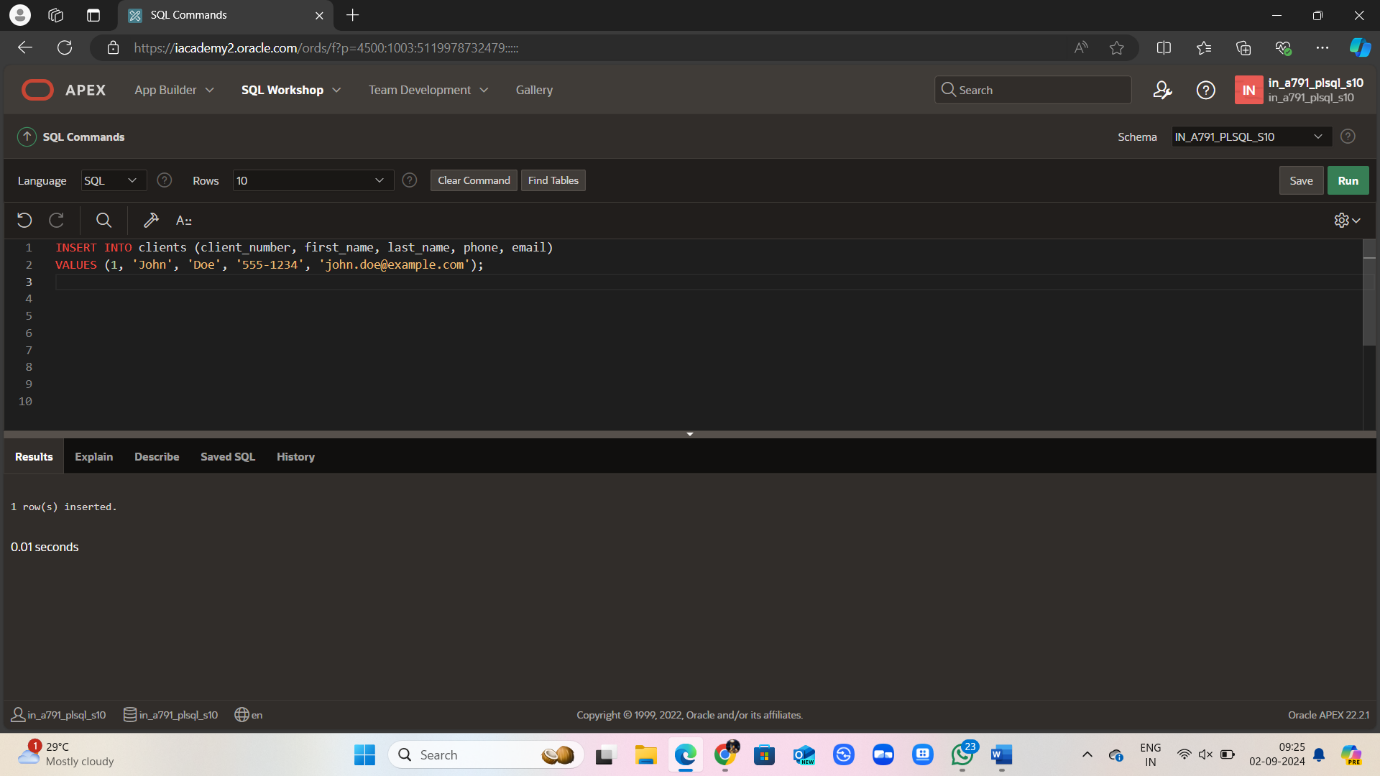 SQL Commands
https://iacademy2.oracle.com/ords/f?p=4500:1003:5119978732479:::::
APEX App Builder SQL Workshop Team Development Gallery Search IN in_a791_plsql_s10
in_a791_plsql_s10
SQL Commands Schema IN_A791_PLSQL_S10
Language SQL Rows 10 Clear Command Find Tables Save Run
A::
1 INSERT INTO clients (client_number, first_name, last_name, phone, email)
2 VALUES (1, 'John', 'Doe', '555-1234', 'john.doe@example.com');
3
4
5
6
7
8
9
10
Results Explain Describe Saved SQL History
1 row(s) inserted.
0.01 seconds
in_a791_plsql_s10 in_a791_plsql_s10 en Copyright © 1999, 2022, Oracle and/or its affiliates. Oracle APEX 22.2.1
1 29°C
Mostly cloudy
Search
NEW
23
W
ENG
IN
09:25
02-09-2024
PRE